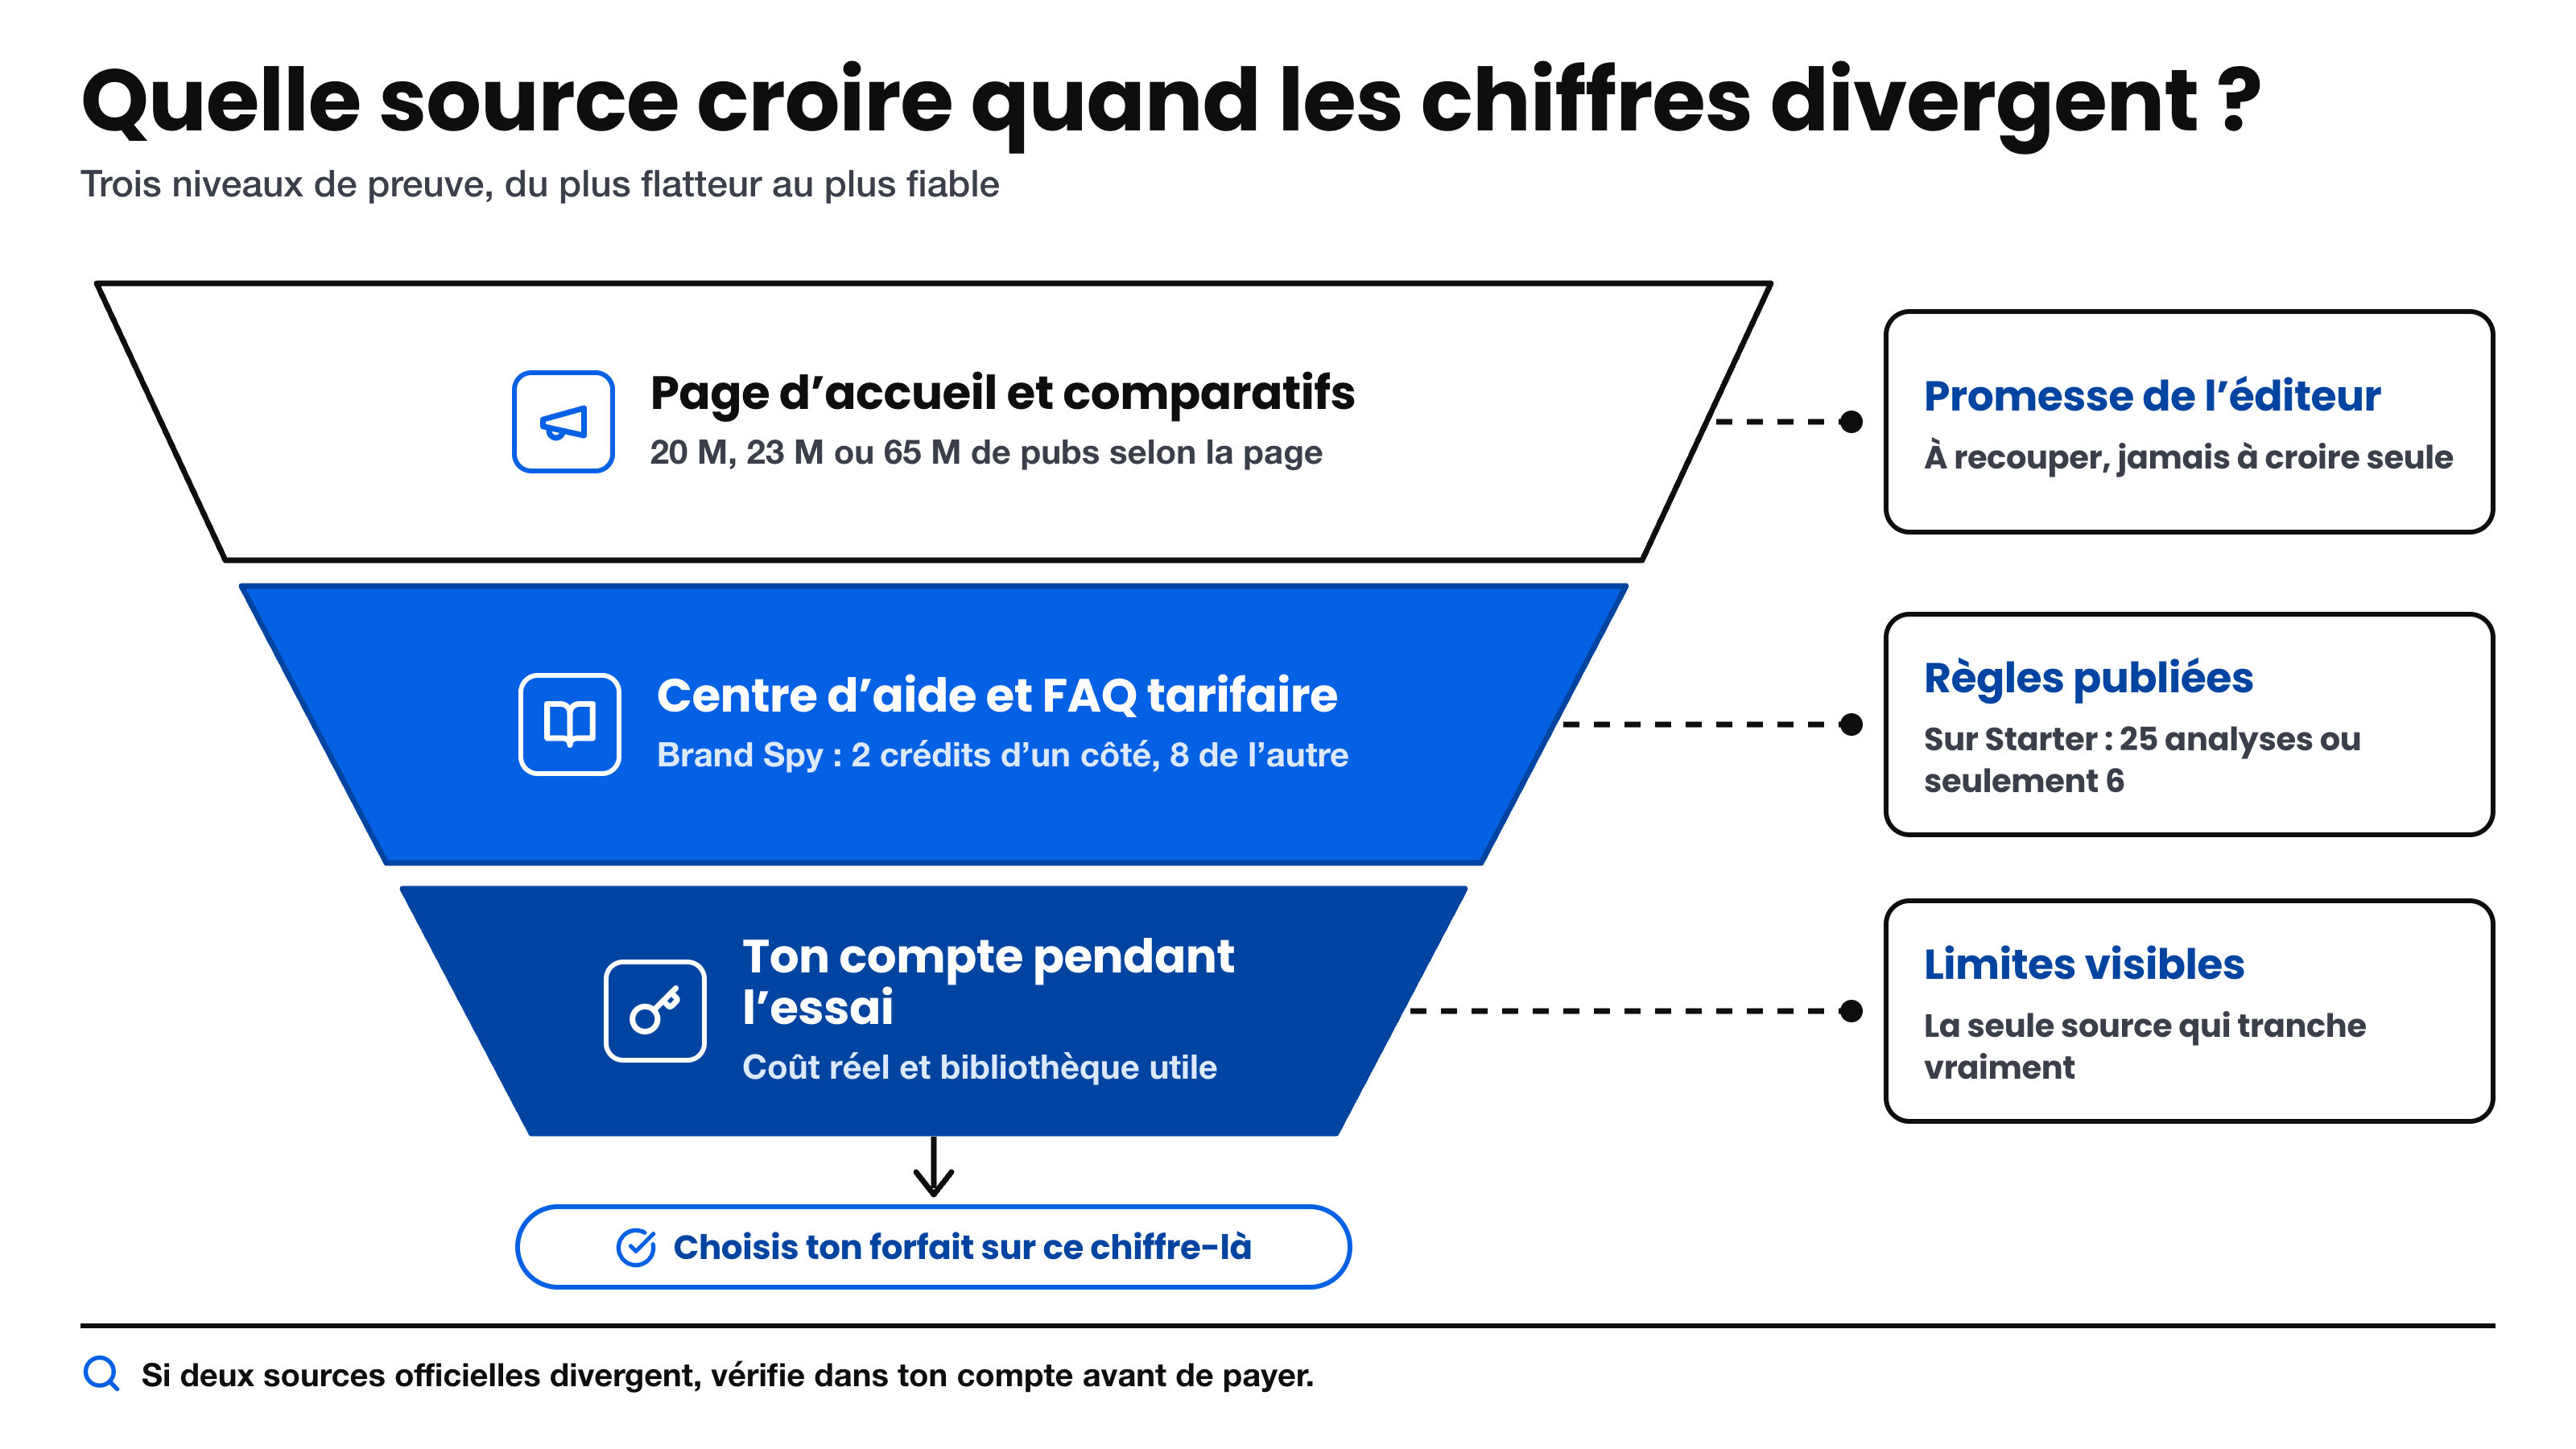 Quelle source croire quand les chiffres divergent ?
Trois niveaux de preuve, du plus flatteur au plus fiable
Page d’accueil et comparatifs
20 M, 23 M ou 65 M de pubs selon la page
Promesse de l’éditeur
À recouper, jamais à croire seule
Centre d’aide et FAQ tarifaire
Brand Spy : 2 crédits d’un côté, 8 de l’autre
Règles publiées
Sur Starter : 25 analyses ou
seulement 6
Ton compte pendant
l’essai
Coût réel et bibliothèque utile
Limites visibles
La seule source qui tranche
vraiment
Choisis ton forfait sur ce chiffre-là
Si deux sources officielles divergent, vérifie dans ton compte avant de payer.